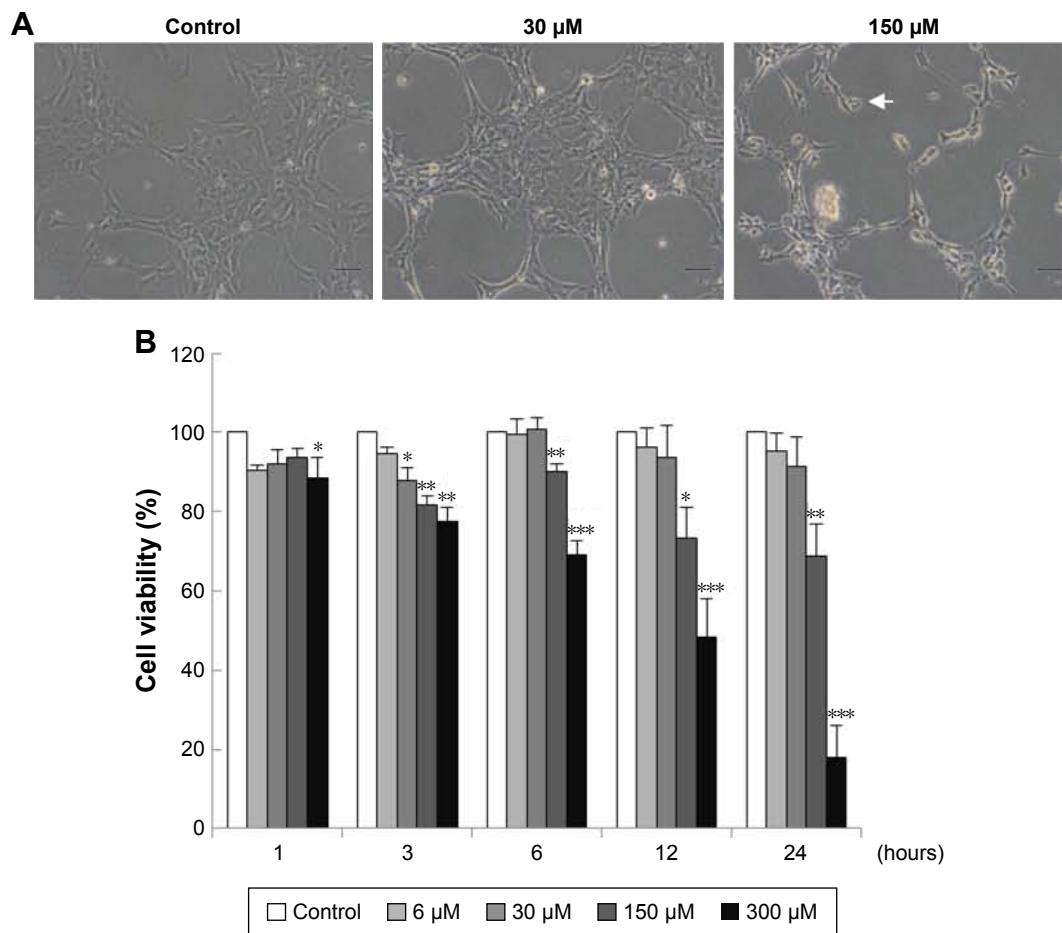 A
Control
30 µM
150 µM
B
Cell viability (%)
120
100
80
60
40
20
0
*
*
**
**
**
***
*
***
**
***
1
3
6
12
24
(hours)
Control
6 µM
30 µM
150 µM
300 µM